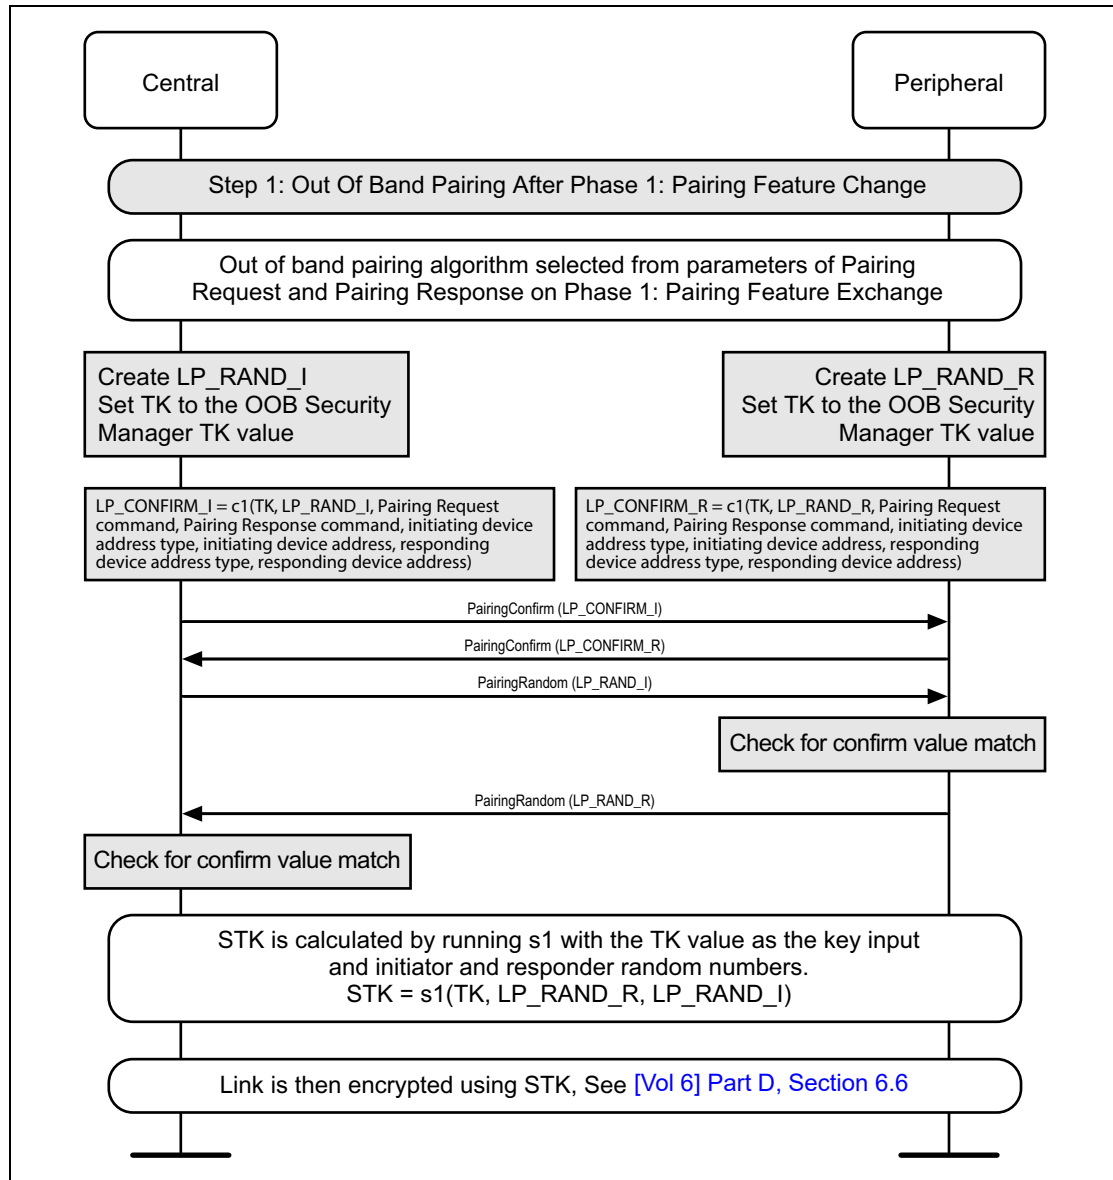 Central
Peripheral
Step 1: Out Of Band Pairing After Phase 1: Pairing Feature Change
Out of band pairing algorithm selected from parameters of Pairing
Request and Pairing Response on Phase 1: Pairing Feature Exchange
Create LP_RAND_I
Set TK to the OOB Security
Manager TK value
Create LP_RAND_R
Set TK to the OOB Security
Manager TK value
LP_CONFIRM_I = c1(TK, LP_RAND_I, Pairing Request
command, Pairing Response command, initiating device
address type, initiating device address, responding
device address type, responding device address)
LP_CONFIRM_R = c1(TK, LP_RAND_R, Pairing Request
command, Pairing Response command, initiating device
address type, initiating device address, responding
device address type, responding device address)
PairingConfirm (LP_CONFIRM_I)
PairingConfirm (LP_CONFIRM_R)
PairingRandom (LP_RAND_I)
Check for confirm value match
PairingRandom (LP_RAND_R)
Check for confirm value match
STK is calculated by running s1 with the TK value as the key input
and initiator and responder random numbers.
STK = s1(TK, LP_RAND_R, LP_RAND_I)
Link is then encrypted using STK, See [Vol 6] Part D, Section 6.6